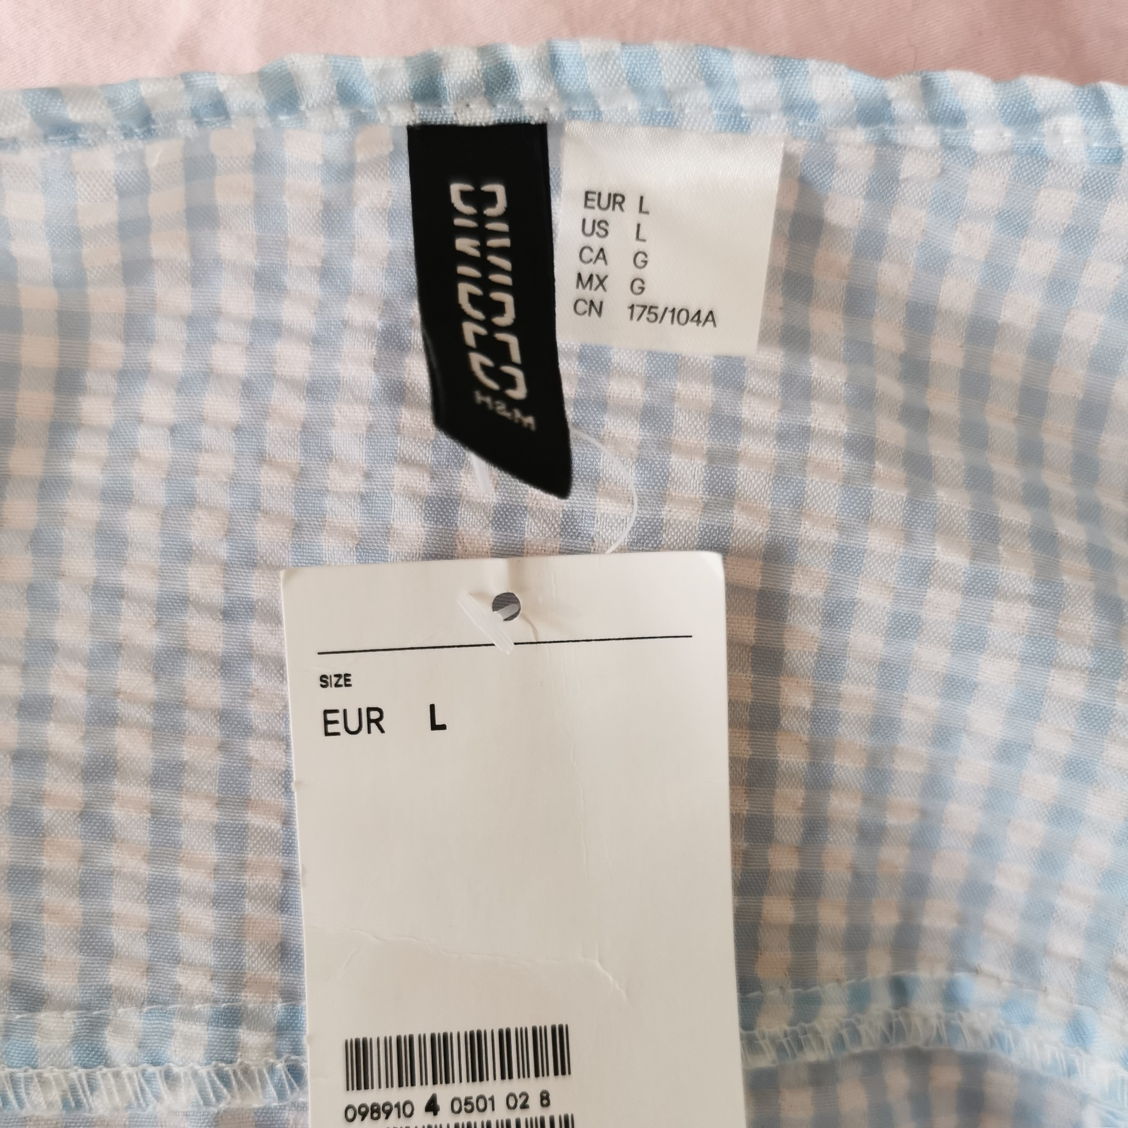 DIVIDED
H&M
EUR L
US L
CA G
MX G
CN 175/104A
SIZE
EUR L
098910 4 0501 02 8